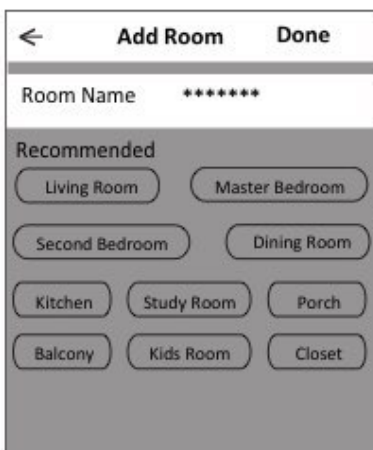 Add Room Done
Room Name *******
Recommended
Living Room Master Bedroom
Second Bedroom Dining Room
Kitchen Study Room Porch
Balcony Kids Room Closet